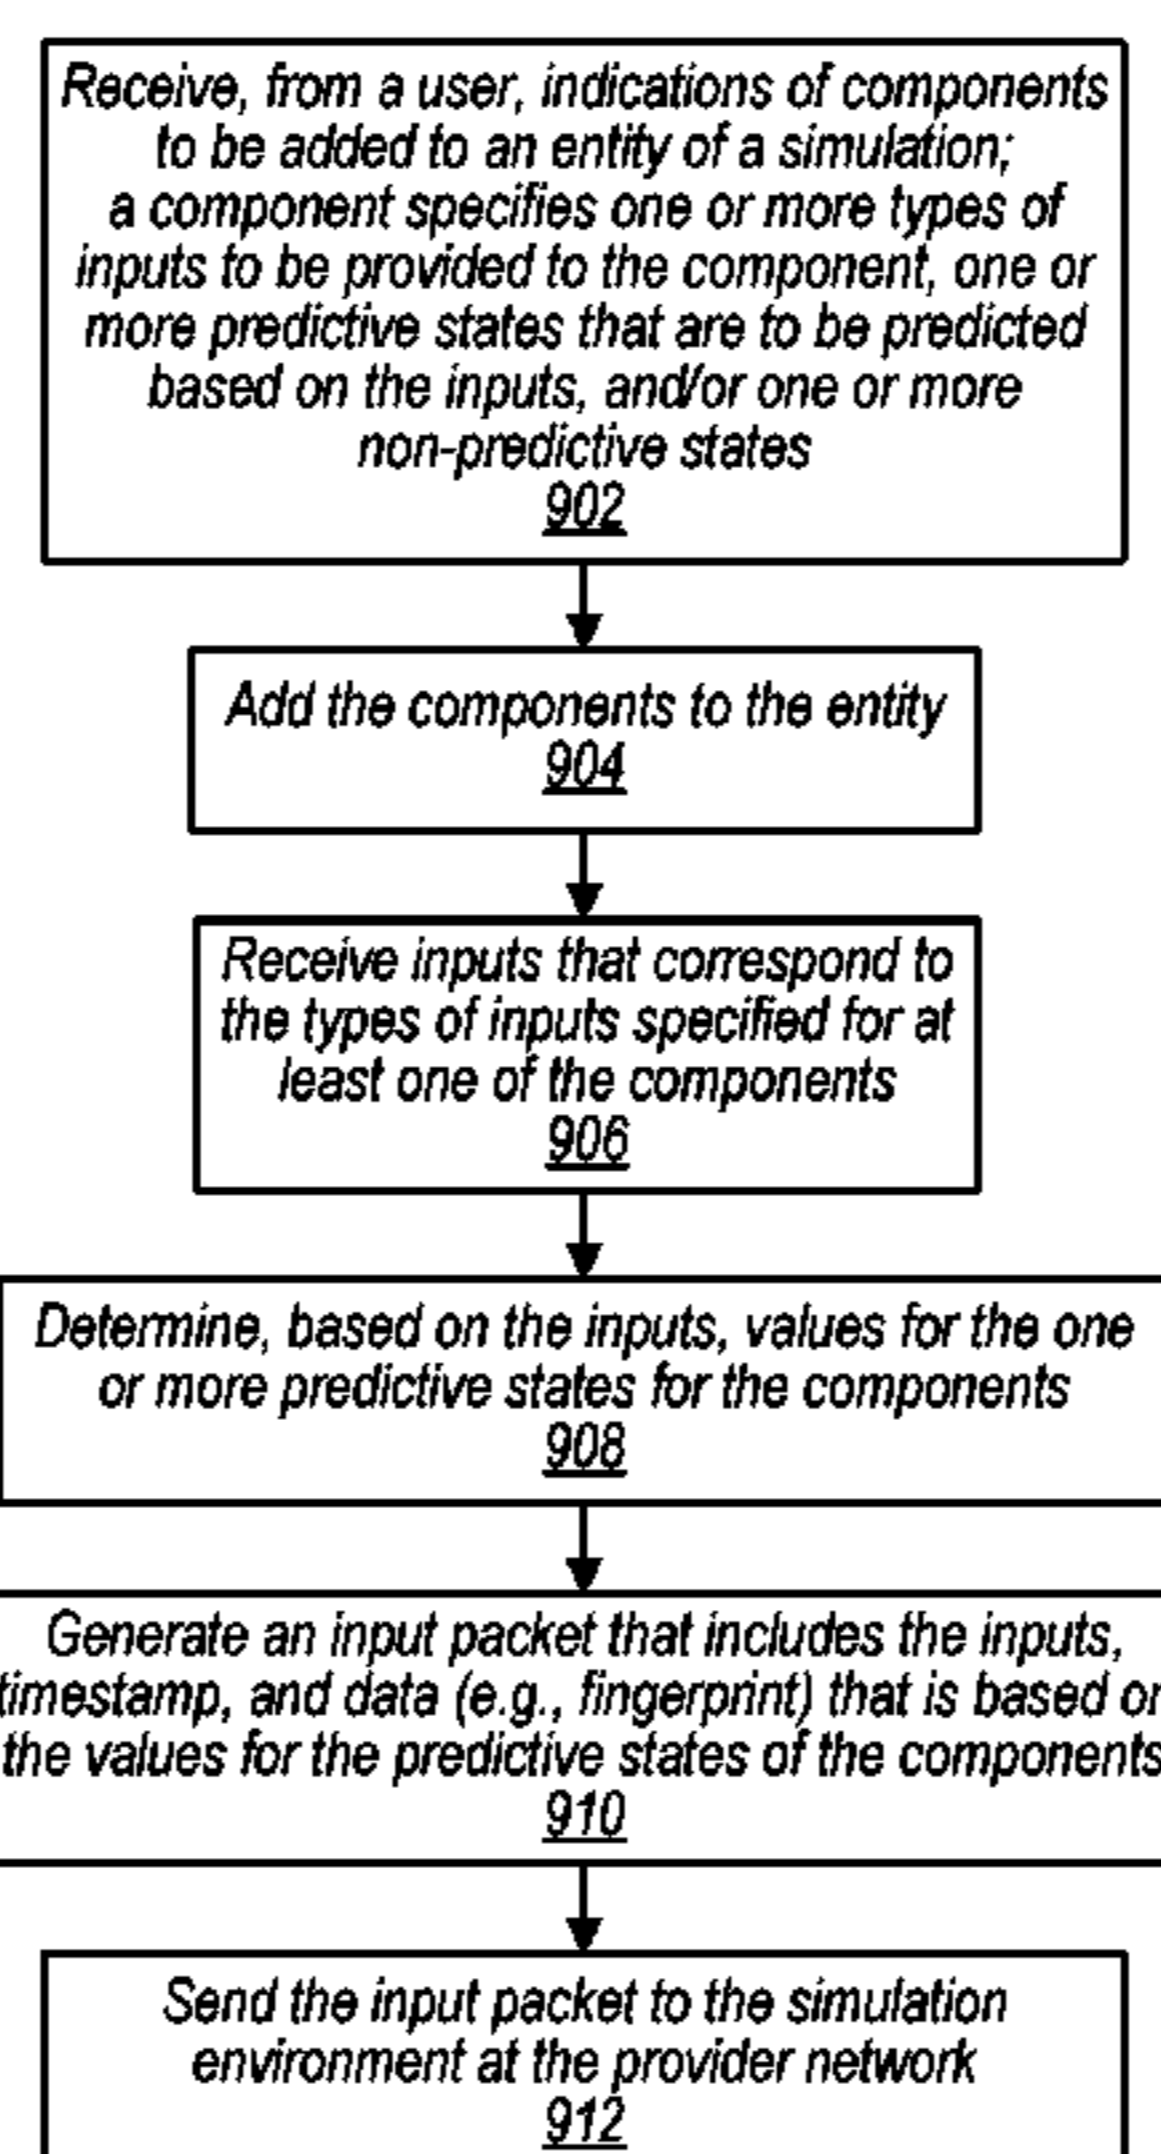 Receive, from a user, indications of components
to be added to an entity of a simulation;
a component specifies one or more types of
inputs to be provided to the component, one or
more predictive states that are to be predicted
based on the inputs, and/or one or more
non-predictive states
902
Add the components to the entity
904
Receive inputs that correspond to
the types of inputs specified for at
least one of the components
906
Determine, based on the inputs, values for the one
or more predictive states for the components
908
Generate an input packet that includes the inputs,
timestamp, and data (e.g., fingerprint) that is based on
the values for the predictive states of the components
910
Send the input packet to the simulation
environment at the provider network
912